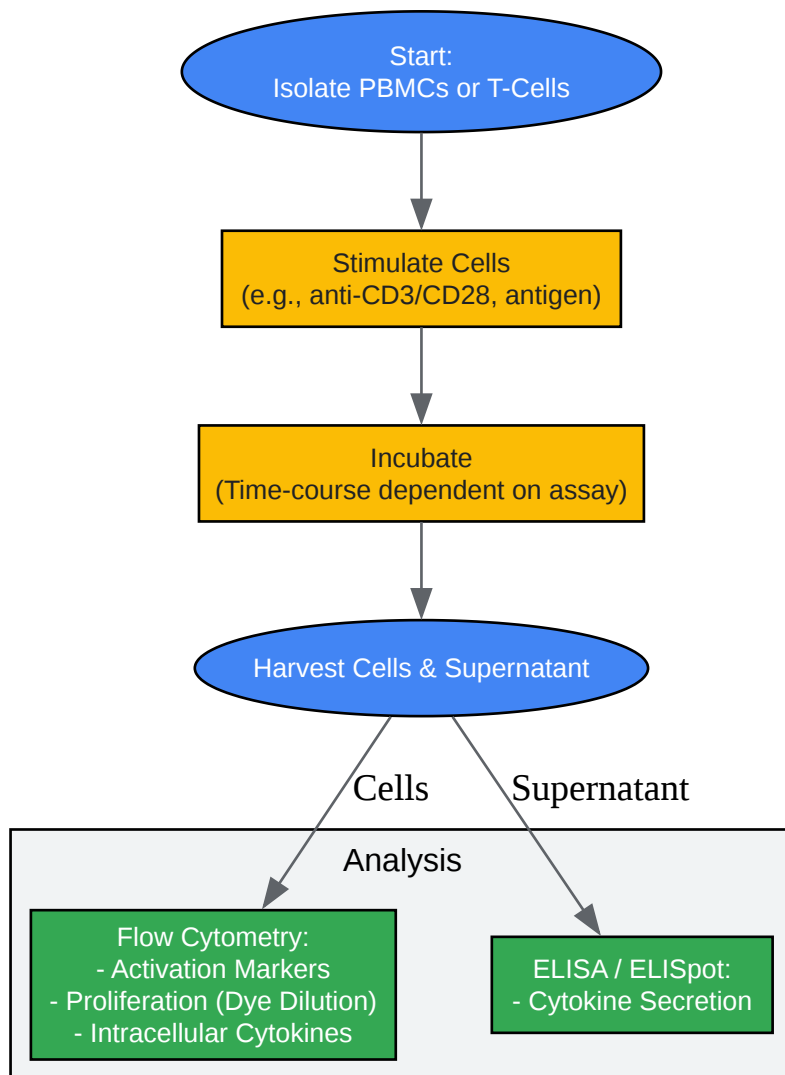 Start:
Isolate PBMCs or T-Cells
Stimulate Cells
(e.g., anti-CD3/CD28, antigen)
Incubate
(Time-course dependent on assay)
Harvest Cells & Supernatant
Cells
Supernatant
Analysis
Flow Cytometry:
- Activation Markers
- Proliferation (Dye Dilution)
- Intracellular Cytokines
ELISA / ELISpot:
- Cytokine Secretion